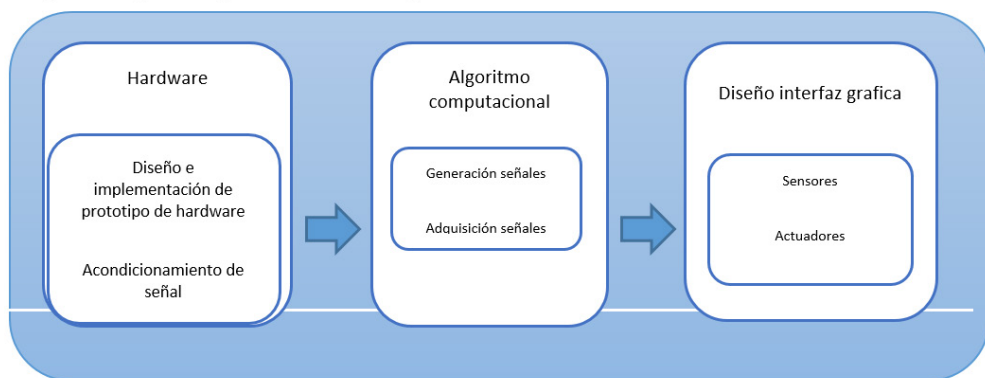 Hardware
Diseño e
implementación de
prototipo de hardware
Acondicionamiento de
señal
Algoritmo
computacional
Generación señales
Adquisición señales
Diseño interfaz grafica
Sensores
Actuadores